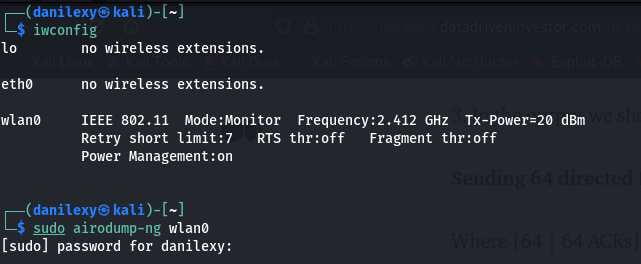 (danilexy㉿kali)-[~]
$ iwconfig
lo        no wireless extensions.
eth0      no wireless extensions.
wlan0     IEEE 802.11  Mode:Monitor  Frequency:2.412 GHz  Tx-Power=20 dBm
Retry short limit:7   RTS thr:off   Fragment thr:off
Power Management:on
(danilexy㉿kali)-[~]
$ sudo airodump-ng wlan0
[sudo] password for danilexy:
Kali Linux  Kali Tools  Kali Docs  Kali Forums  Kali NetHunter  Exploit-DB
Sending 64 directed
Where [64 | 64 ACKs]